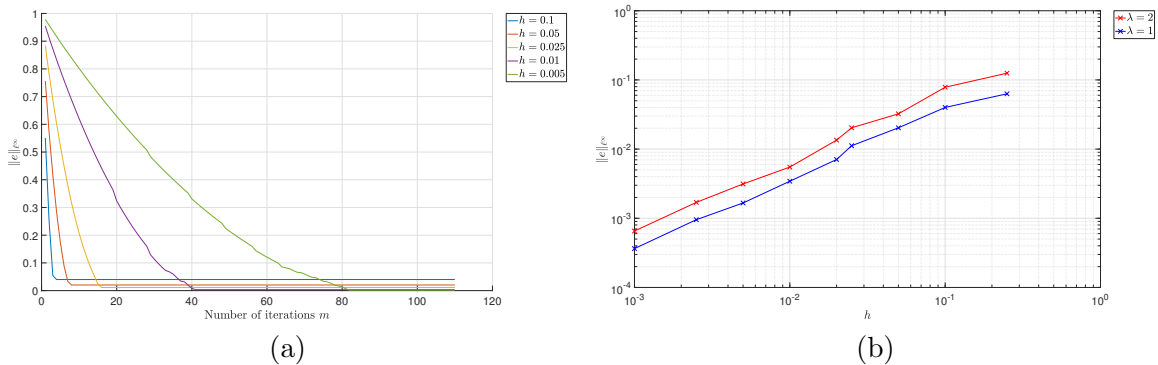 1
0.9
0.8
0.7
0.6
0.5
0.4
0.3
0.2
0.1
0
0 20 40 60 80 100 120
‖e‖ℓ∞
Number of iterations m
h = 0.1
h = 0.05
h = 0.025
h = 0.01
h = 0.005
(a)
10^0
10^-1
10^-2
10^-3
10^-4
10^-3 10^-2 10^-1 10^0
‖e‖ℓ∞
h
λ = 2
λ = 1
(b)